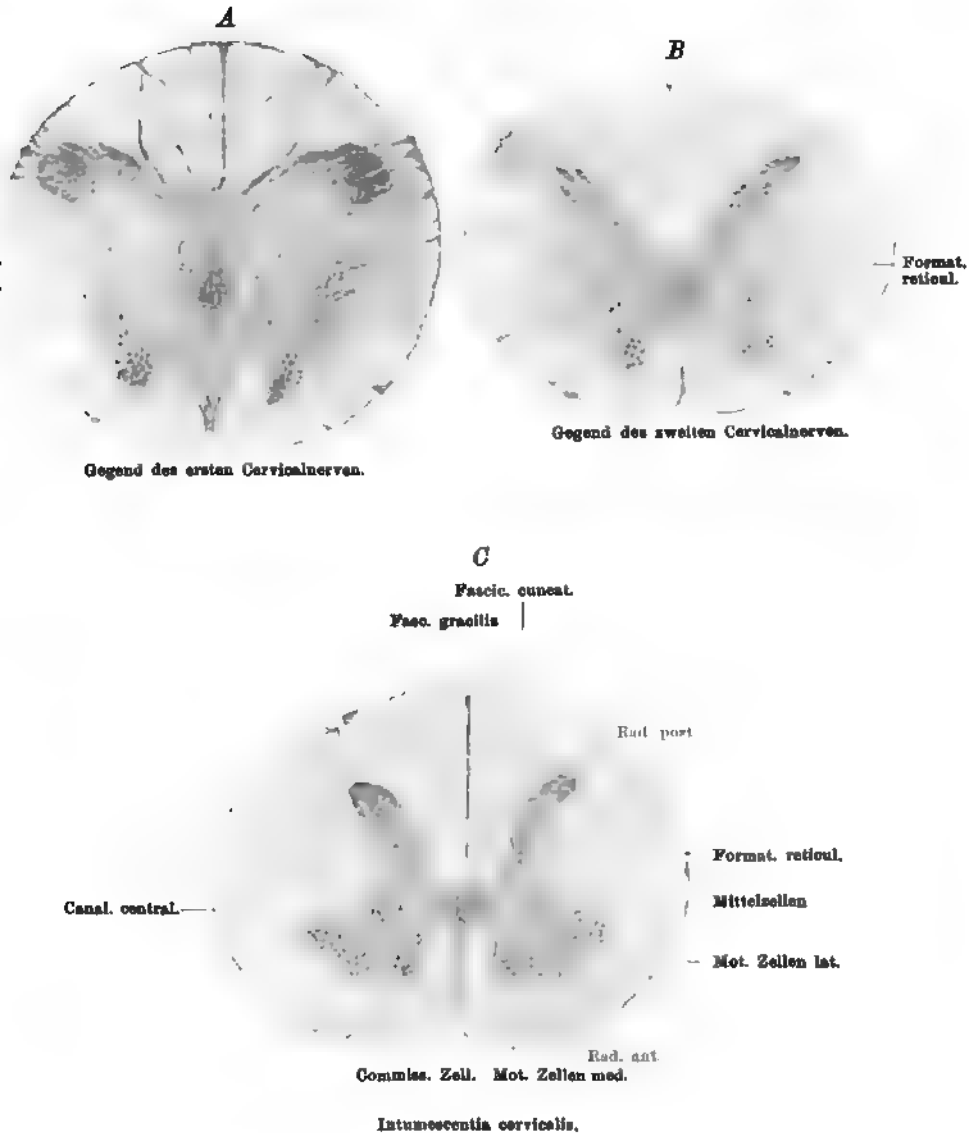 A
B
Format.
reticul.
Gegend des zweiten Cervicalnerven.
Gegend des ersten Cervicalnerven.
C
Fascic. cuneat.
Fasc. gracilis
Rad. post
Format. reticul.
Canal. central.
Mittelzellen
Mot. Zellen lat.
Rad. ant
Commiss. Zell. Mot. Zellen med.
Intumescentia cervicalis.